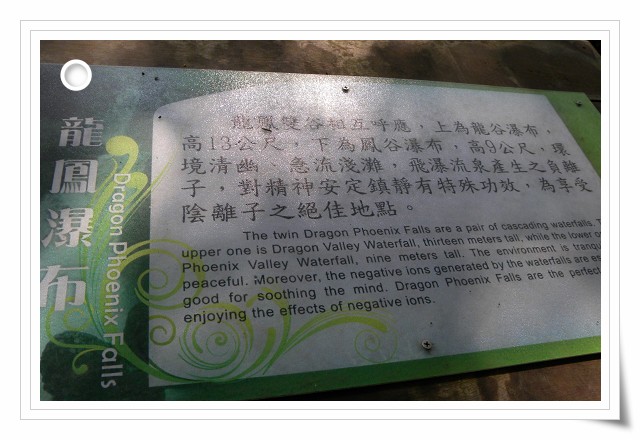 龍鳳瀑布
Dragon Phoenix Falls
龍鳳雙谷相互呼應，上為龍谷瀑布，
高13公尺，下為鳳谷瀑布，高9公尺，環
境清幽、急流淺灘，飛瀑流泉產生之負離
子，對精神安定鎮靜有特殊功效，為享受
陰離子之絕佳地點。
The twin Dragon Phoenix Falls are a pair of cascading waterfalls.
upper one is Dragon Valley Waterfall, thirteen meters tall, while the lower
Phoenix Valley Waterfall, nine meters tall. The environment is
peaceful. Moreover, the negative ions generated by the waterfalls are
good for soothing the mind. Dragon Phoenix Falls are the perfect
enjoying the effects of negative ions.